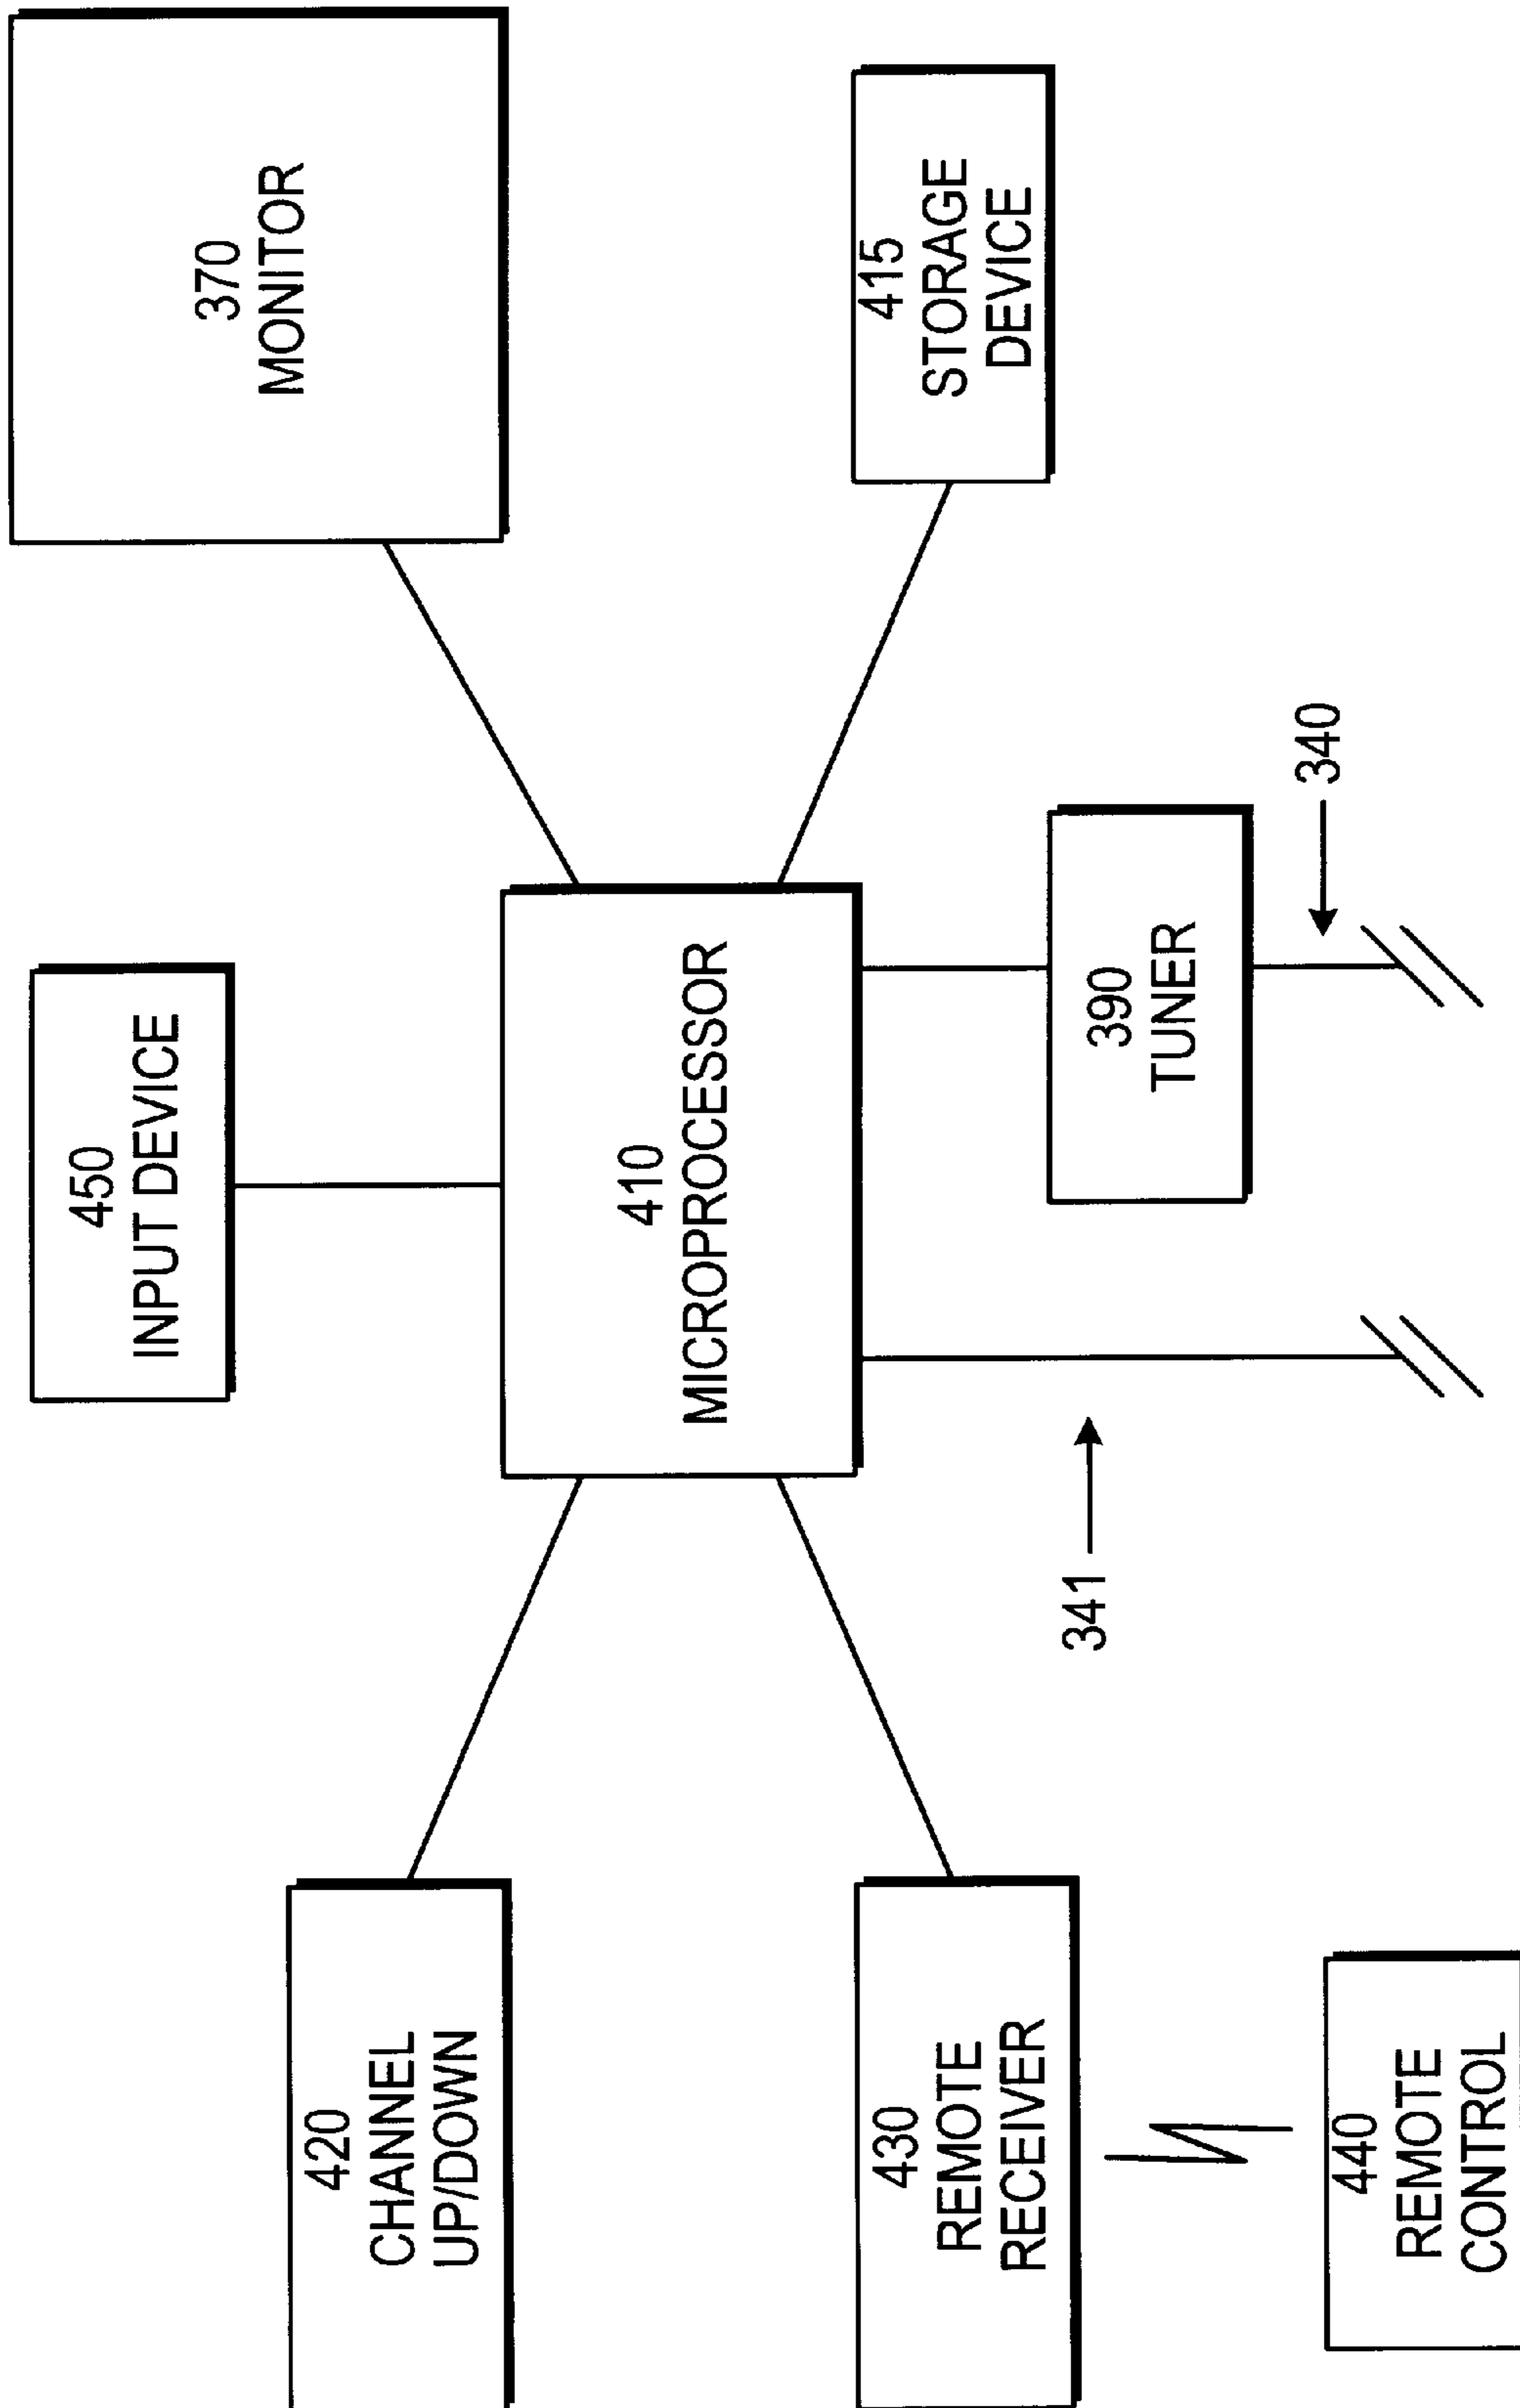 450
INPUT DEVICE
370
MONITOR
420
CHANNEL
UP/DOWN
410
MICROPROCESSOR
430
REMOTE
RECEIVER
415
STORAGE
DEVICE
341
390
TUNER
340
440
REMOTE
CONTROL